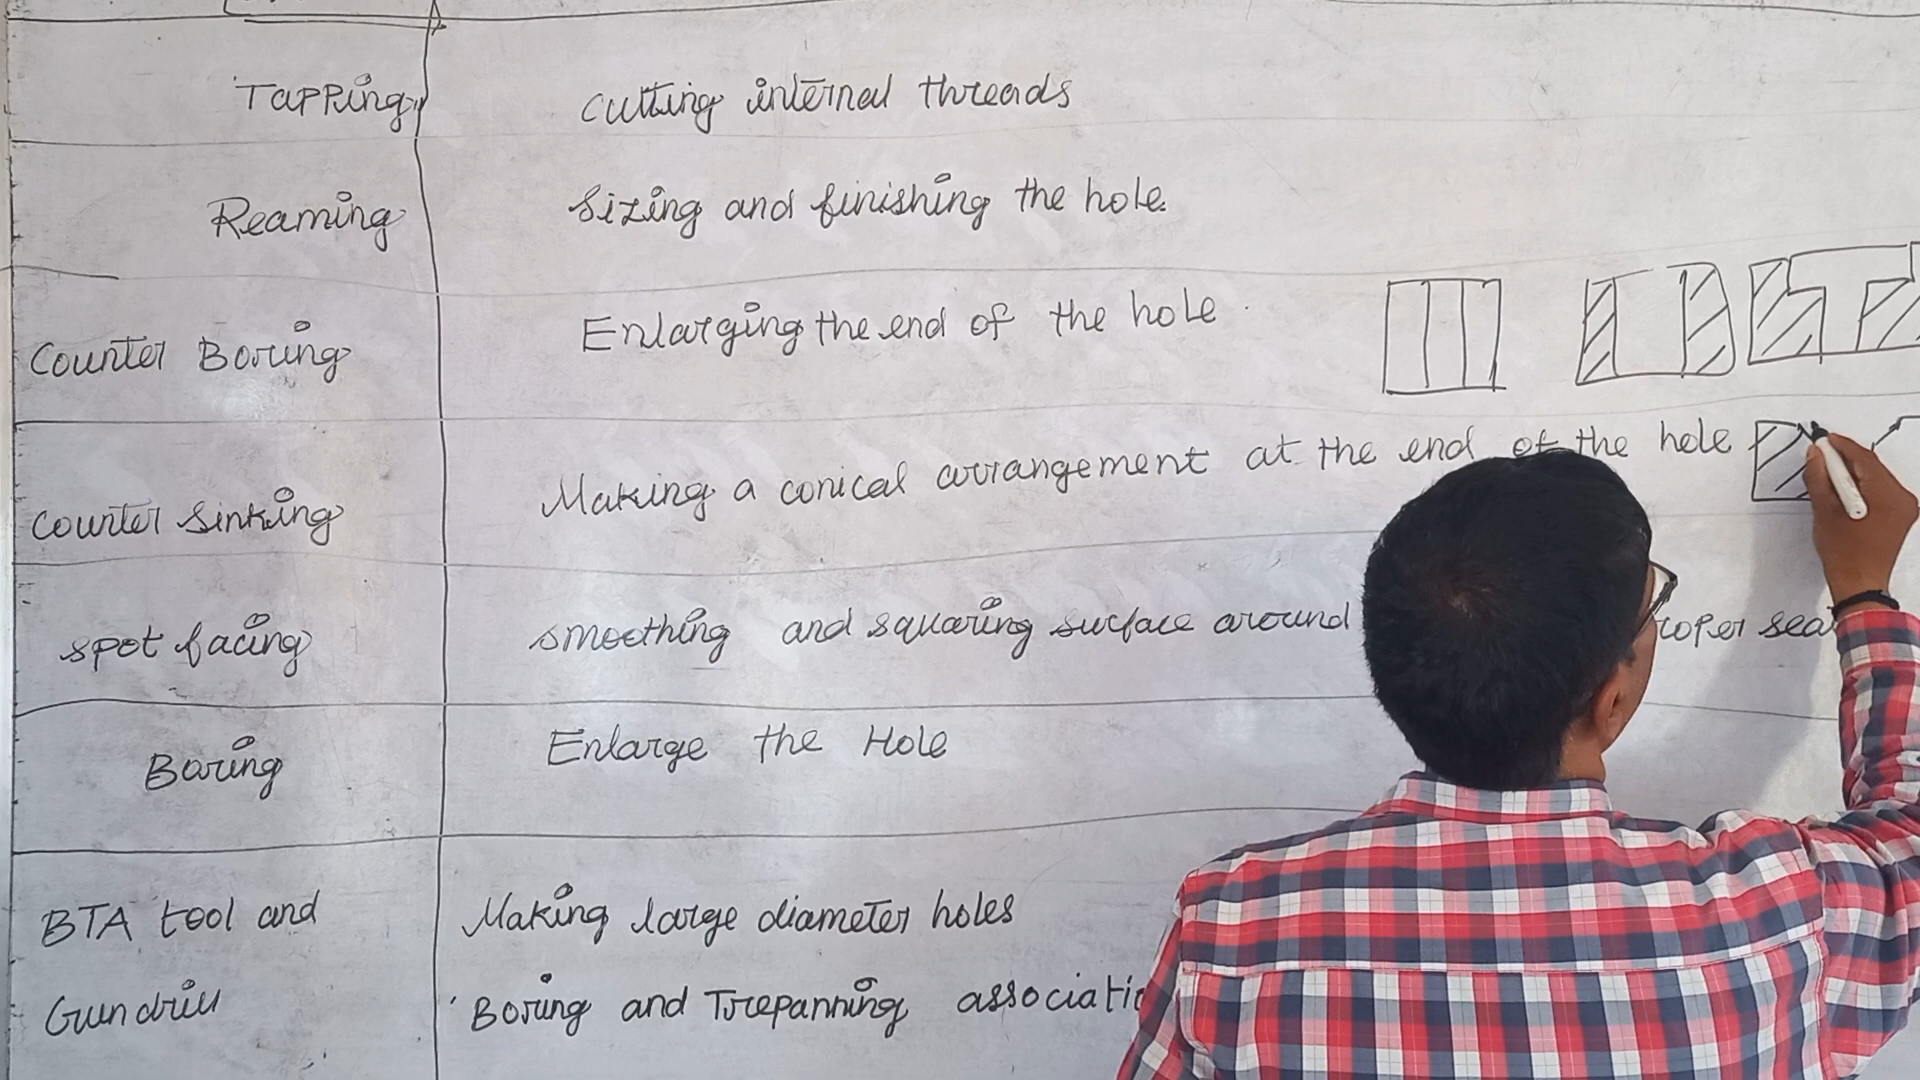 Tapping
Cutting internal threads
Reaming
Sizing and finishing the hole.
Counter Boring
Enlarging the end of the hole
Counter Sinking
Making a conical arrangement at the end of the hole
spot facing
smoothing and squaring surface around
Boring
Enlarge the Hole
BTA tool and
Making large diameter holes
Gundrill
Boring and Trepanning